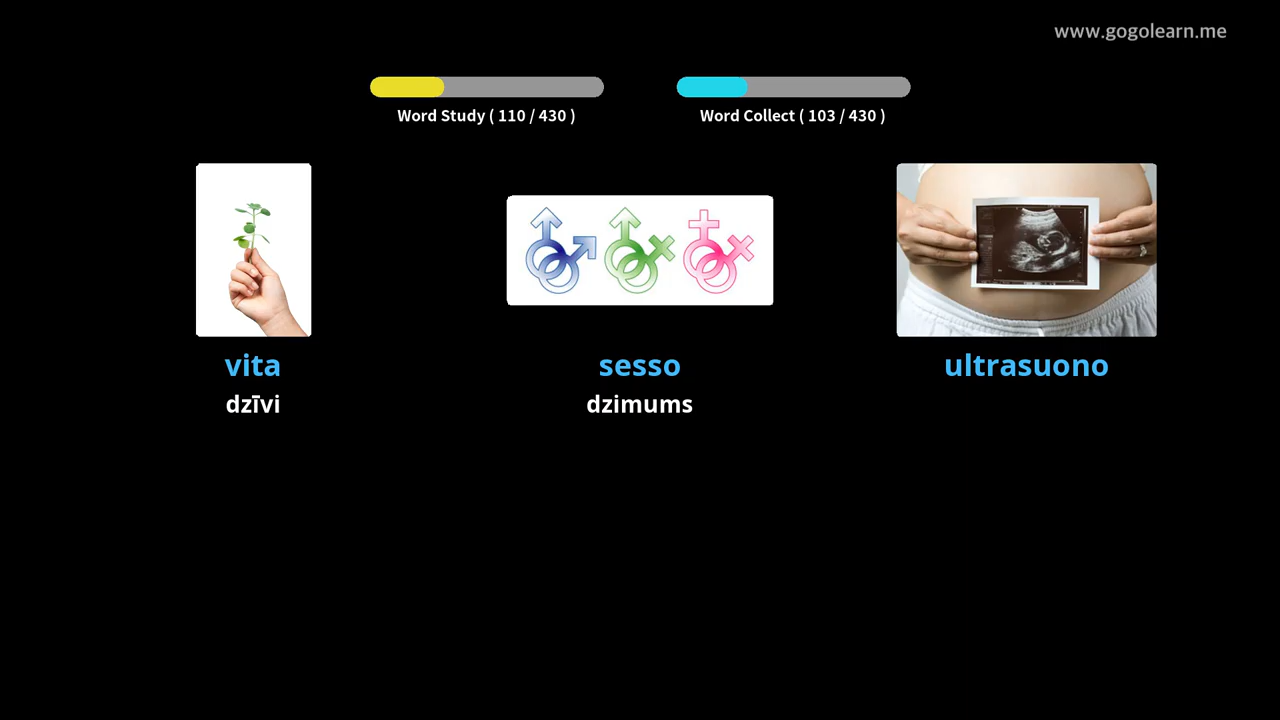 www.gogolearn.me
Word Study ( 110 / 430 )
Word Collect ( 103 / 430 )
vita
dzīvi
sesso
dzimums
ultrasuono